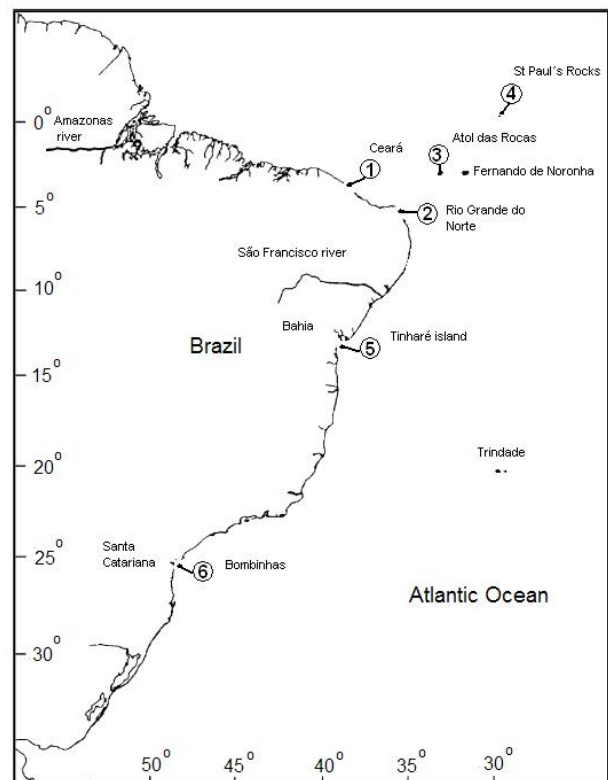 St Paul´s Rocks
4
0°
Amazonas
river
Ceará
Atol das Rocas
1
3
Fernando de Noronha
5°
2
Rio Grande do
Norte
São Francisco river
10°
Bahia
Tinharé island
Brazil
5
15°
Trindade
20°
25°
Santa
Catariana
6
Bombinhas
Atlantic Ocean
30°
50° 45° 40° 35° 30°